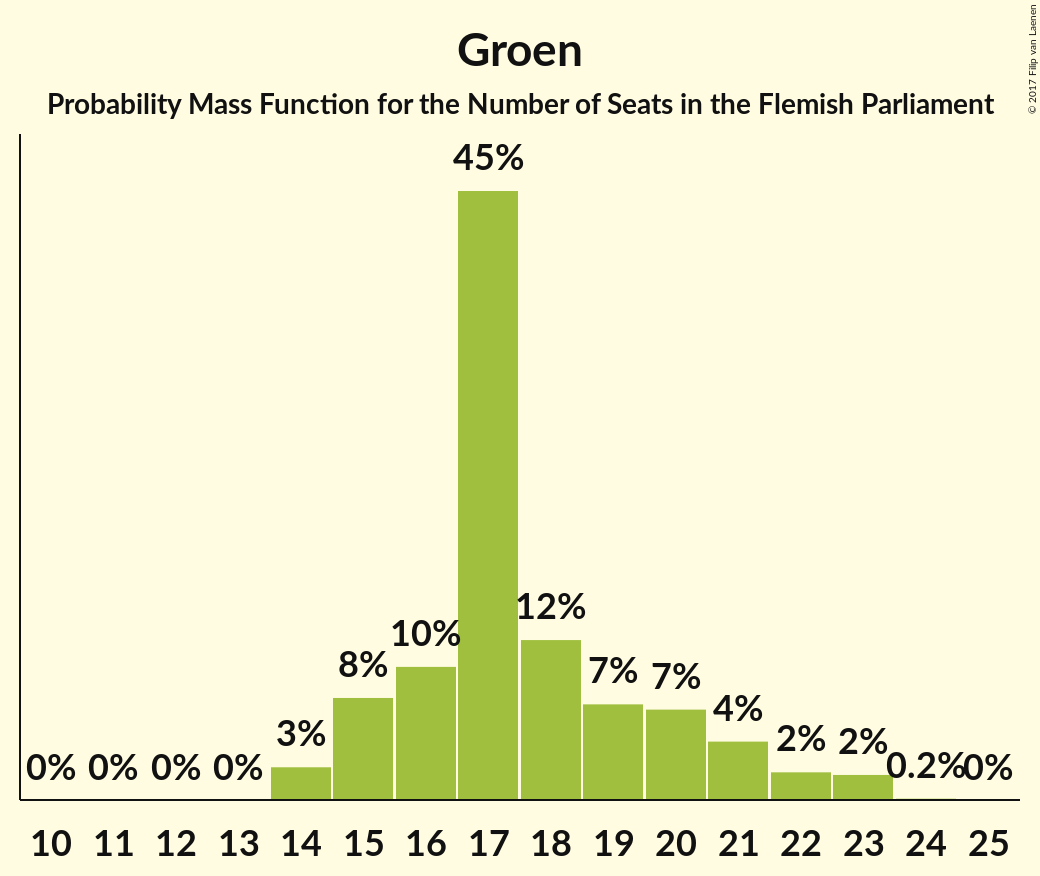 Groen
Probability Mass Function for the Number of Seats in the Flemish Parliament
© 2017 Filip van Laenen
45%
12%
10%
8%
7%
7%
4%
3%
2%
2%
0% 0% 0% 0% 0.2% 0%
10 11 12 13 14 15 16 17 18 19 20 21 22 23 24 25